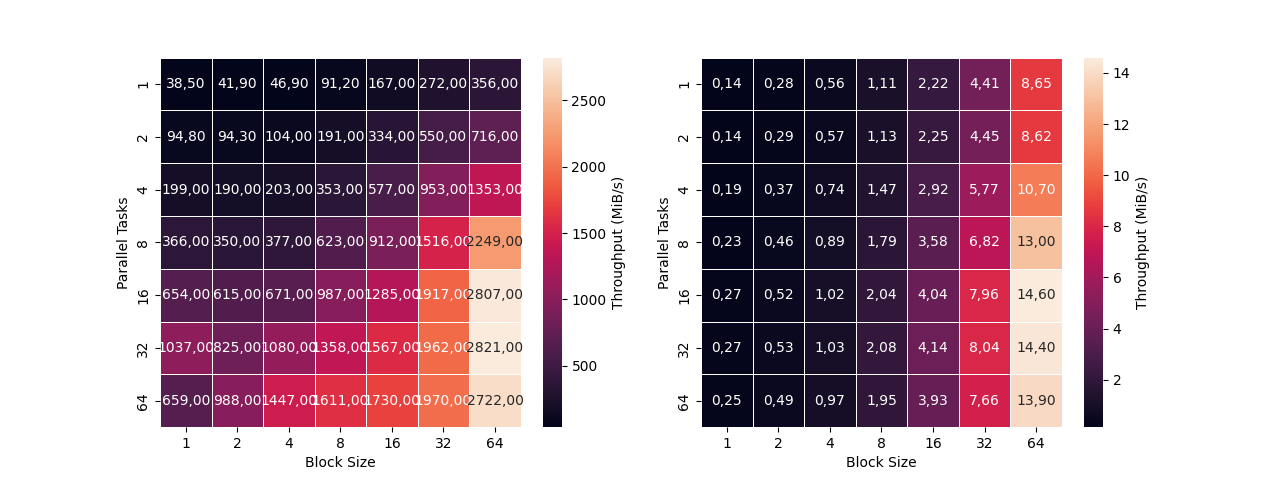 38,50 41,90 46,90 91,20 167,00 272,00 356,00
94,80 94,30 104,00 191,00 334,00 550,00 716,00
199,00 190,00 203,00 353,00 577,00 953,00 1353,00
366,00 350,00 377,00 623,00 912,00 1516,00 2249,00
654,00 615,00 671,00 987,00 1285,00 1917,00 2807,00
1037,00 825,00 1080,00 1358,00 1567,00 1962,00 2821,00
659,00 988,00 1447,00 1611,00 1730,00 1970,00 2722,00
1 2 4 8 16 32 64
Block Size
1
2
4
8
16
32
64
Parallel Tasks
2500
2000
1500
1000
500
Throughput (MiB/s)
0,14 0,28 0,56 1,11 2,22 4,41 8,65
0,14 0,29 0,57 1,13 2,25 4,45 8,62
0,19 0,37 0,74 1,47 2,92 5,77 10,70
0,23 0,46 0,89 1,79 3,58 6,82 13,00
0,27 0,52 1,02 2,04 4,04 7,96 14,60
0,27 0,53 1,03 2,08 4,14 8,04 14,40
0,25 0,49 0,97 1,95 3,93 7,66 13,90
1 2 4 8 16 32 64
Block Size
1
2
4
8
16
32
64
Parallel Tasks
14
12
10
8
6
4
2
Throughput (MiB/s)